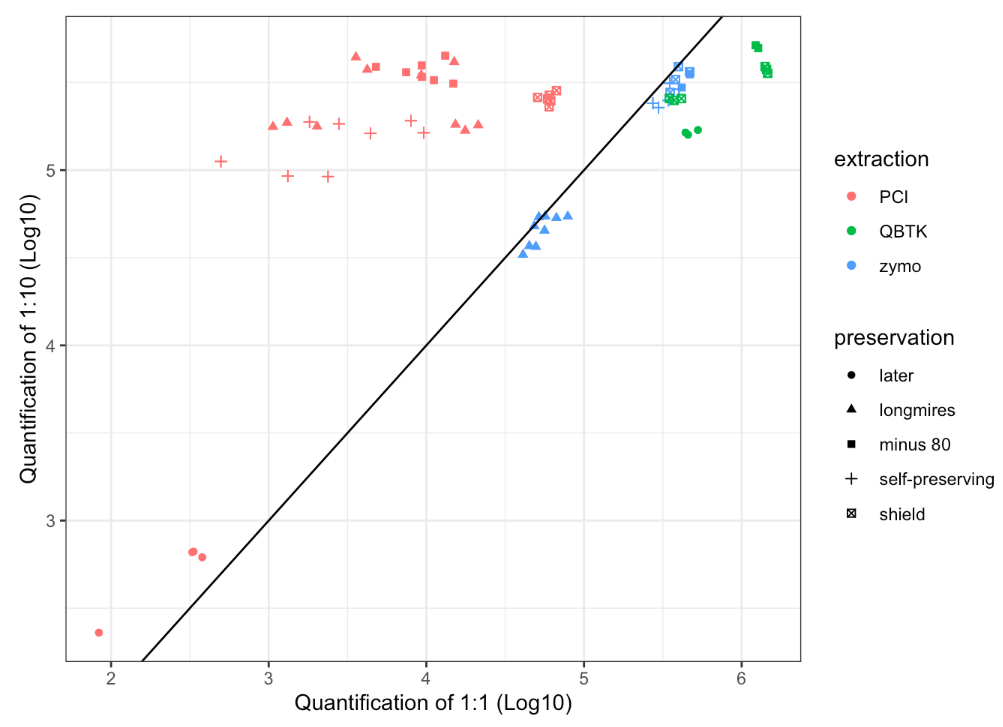 Quantification of 1:10 (Log10)
5
4
3
2
3
4
5
6
Quantification of 1:1 (Log10)
extraction
PCI
QBTK
zymo
preservation
later
longmires
minus 80
self-preserving
shield